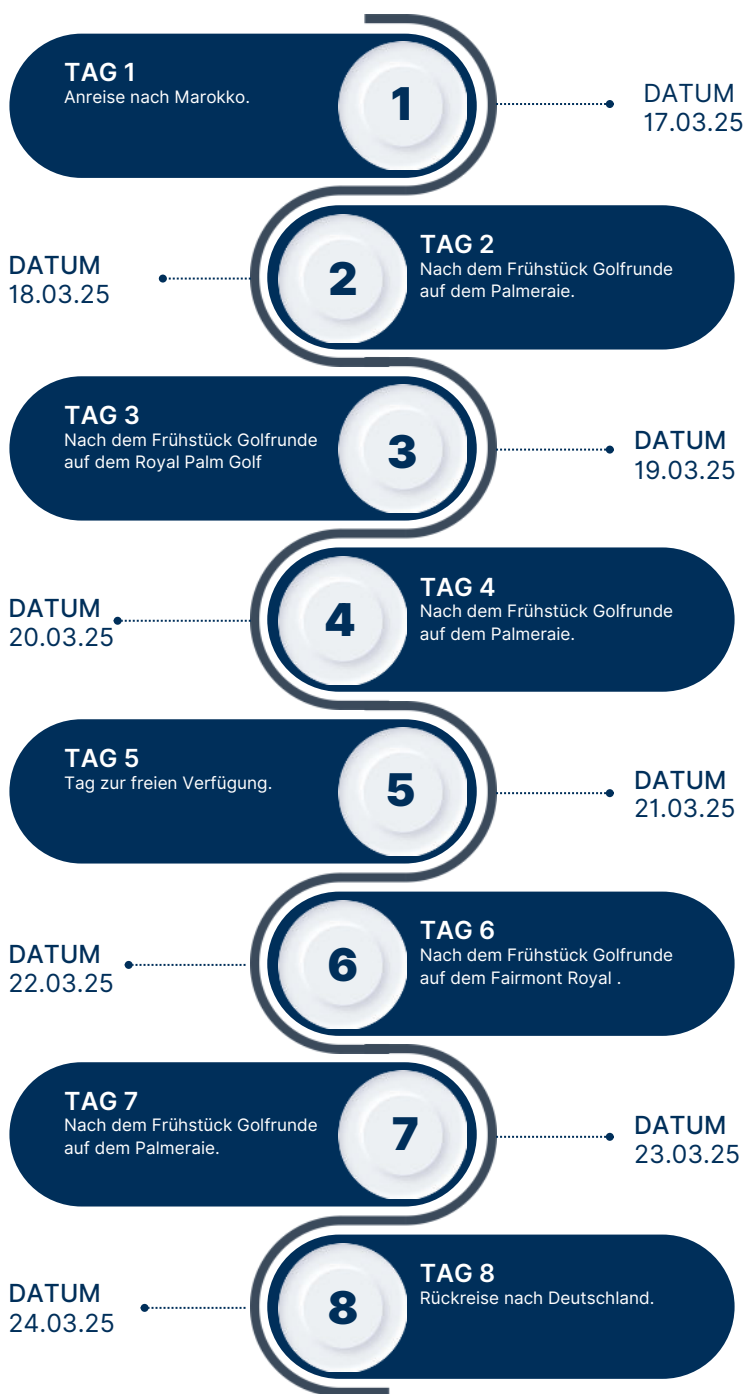 TAG 1
Anreise nach Marokko.
1
DATUM
17.03.25
DATUM
18.03.25
2
TAG 2
Nach dem Frühstück Golfrunde
auf dem Palmeraie.
TAG 3
Nach dem Frühstück Golfrunde
auf dem Royal Palm Golf
3
DATUM
19.03.25
DATUM
20.03.25
4
TAG 4
Nach dem Frühstück Golfrunde
auf dem Palmeraie.
TAG 5
Tag zur freien Verfügung.
5
DATUM
21.03.25
DATUM
22.03.25
6
TAG 6
Nach dem Frühstück Golfrunde
auf dem Fairmont Royal .
TAG 7
Nach dem Frühstück Golfrunde
auf dem Palmeraie.
7
DATUM
23.03.25
DATUM
24.03.25
8
TAG 8
Rückreise nach Deutschland.